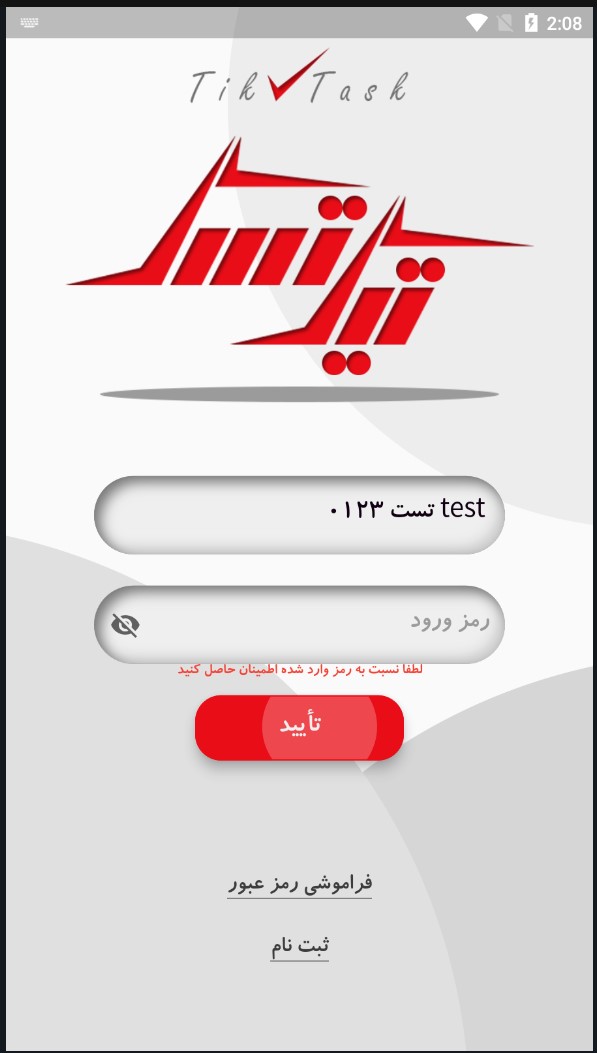 2:08
Tik Task
تیک تسک
test تست ۰۱۲۳
رمز ورود
لطفا نسبت به رمز وارد شده اطمینان حاصل کنید
تأیید
فراموشی رمز عبور
ثبت نام